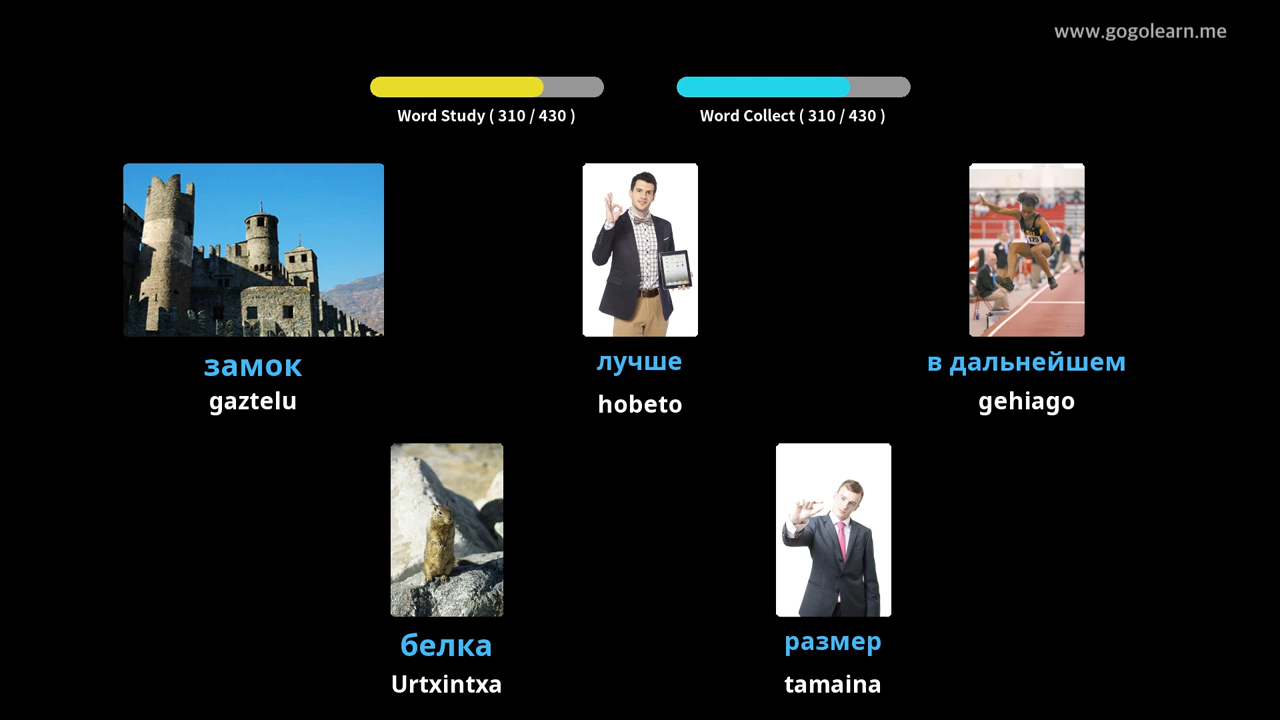 www.gogolearn.me
Word Study ( 310 / 430 )
Word Collect ( 310 / 430 )
замок
gaztelu
лучше
hobeto
в дальнейшем
gehiago
белка
Urtxintxa
размер
tamaina